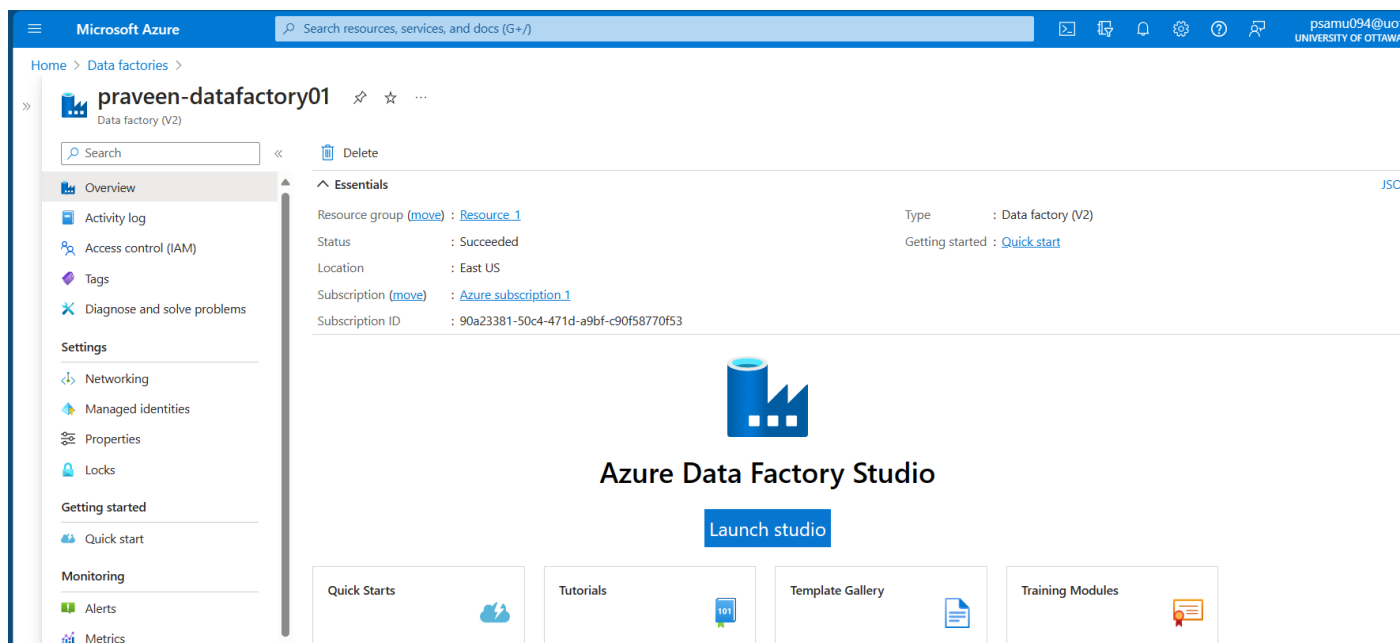 Microsoft Azure
Search resources, services, and docs (G+/)
psamu094@uo
UNIVERSITY OF OTTAWA
Home > Data factories >
praveen-datafactory01
Data factory (V2)
Search
Delete
Overview
Activity log
Access control (IAM)
Tags
Diagnose and solve problems
Settings
Networking
Managed identities
Properties
Locks
Getting started
Quick start
Monitoring
Alerts
Metrics
Essentials
JSO
Resource group (move) : Resource_1
Status : Succeeded
Location : East US
Subscription (move) : Azure subscription 1
Subscription ID : 90a23381-50c4-471d-a9bf-c90f58770f53
Type : Data factory (V2)
Getting started : Quick start
Azure Data Factory Studio
Launch studio
Quick Starts
Tutorials
101
Template Gallery
Training Modules